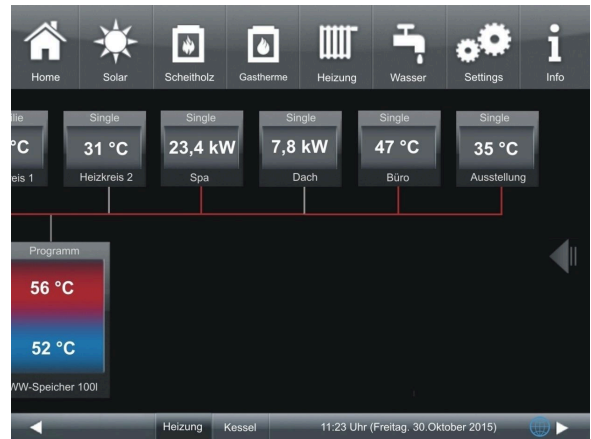 Home Solar Scheitholz Gastherme Heizung Wasser Settings Info
Single Single Single Single Single
°C 31 °C 23,4 kW 7,8 kW 47 °C 35 °C
Heizkreis 2 Spa Dach Büro Ausstellung
Programm
56 °C
52 °C
WW-Speicher 100l
Heizung Kessel 11:23 Uhr (Freitag. 30.Oktober 2015)